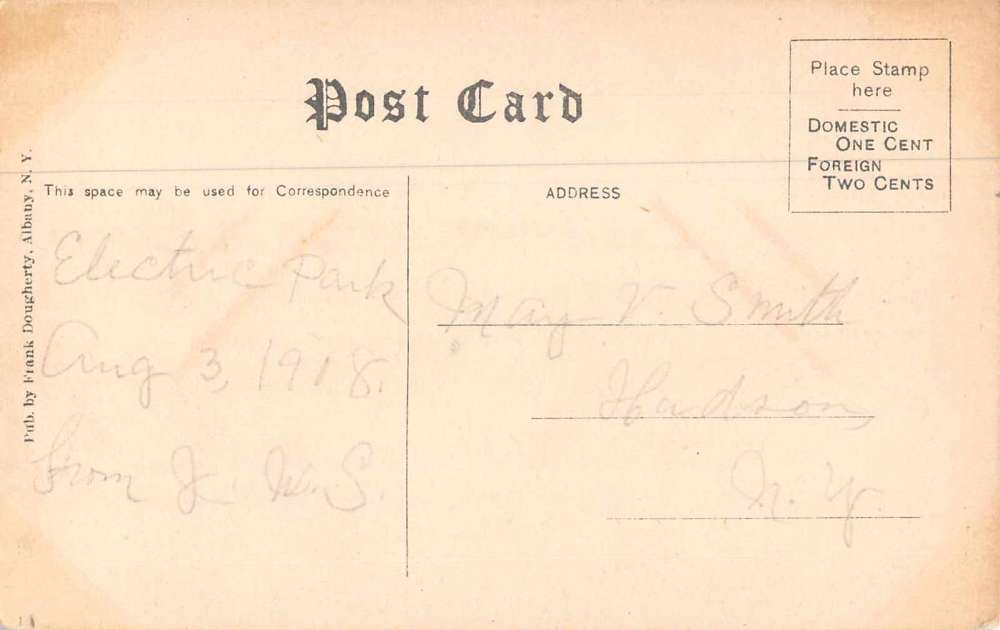 Post Card
Place Stamp
here
DOMESTIC
ONE CENT
FOREIGN
TWO CENTS
This space may be used for Correspondence
ADDRESS
Pub. by Frank Dougherty, Albany, N. Y.
Electric Park
Aug 3, 1918.
from J. W. S.
May V. Smith
Hudson,
N. Y.